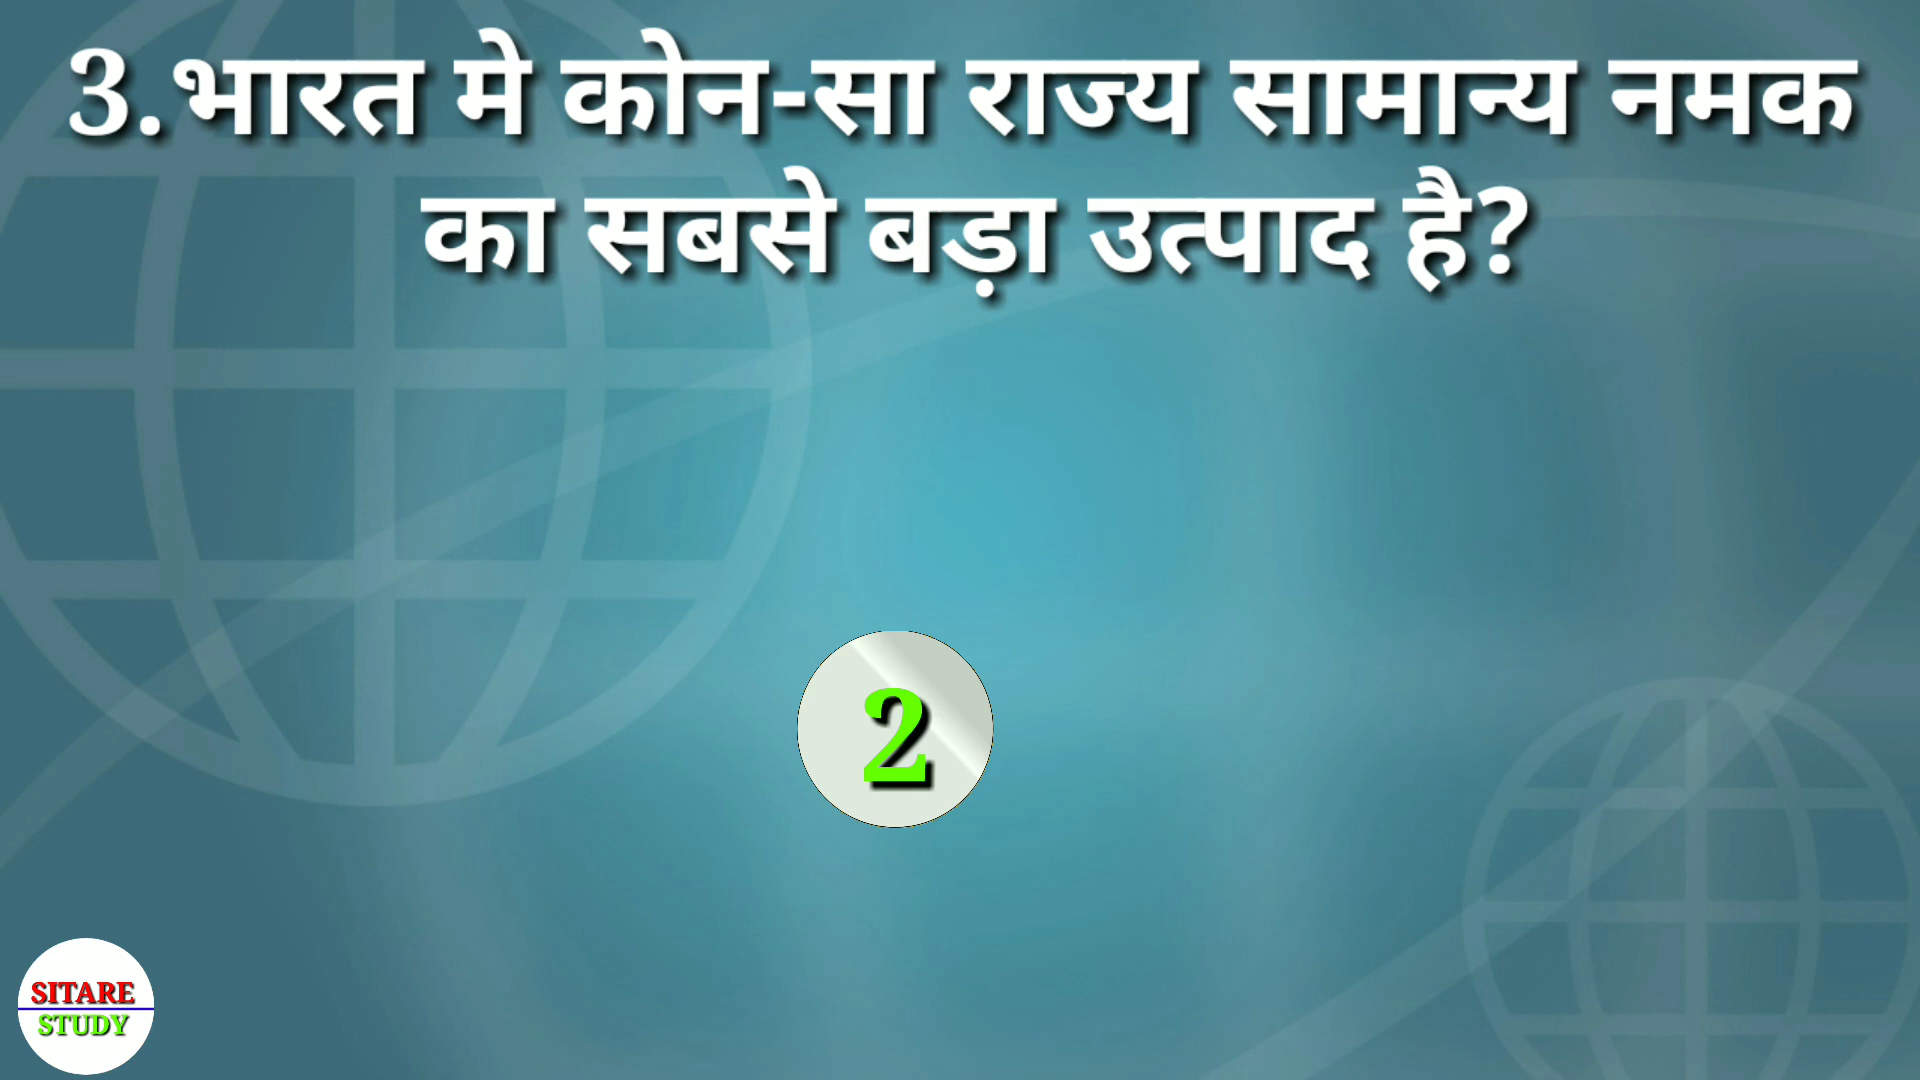 3.भारत मे कोन-सा राज्य सामान्य नमक
का सबसे बड़ा उत्पाद है?
2
SITARE
STUDY